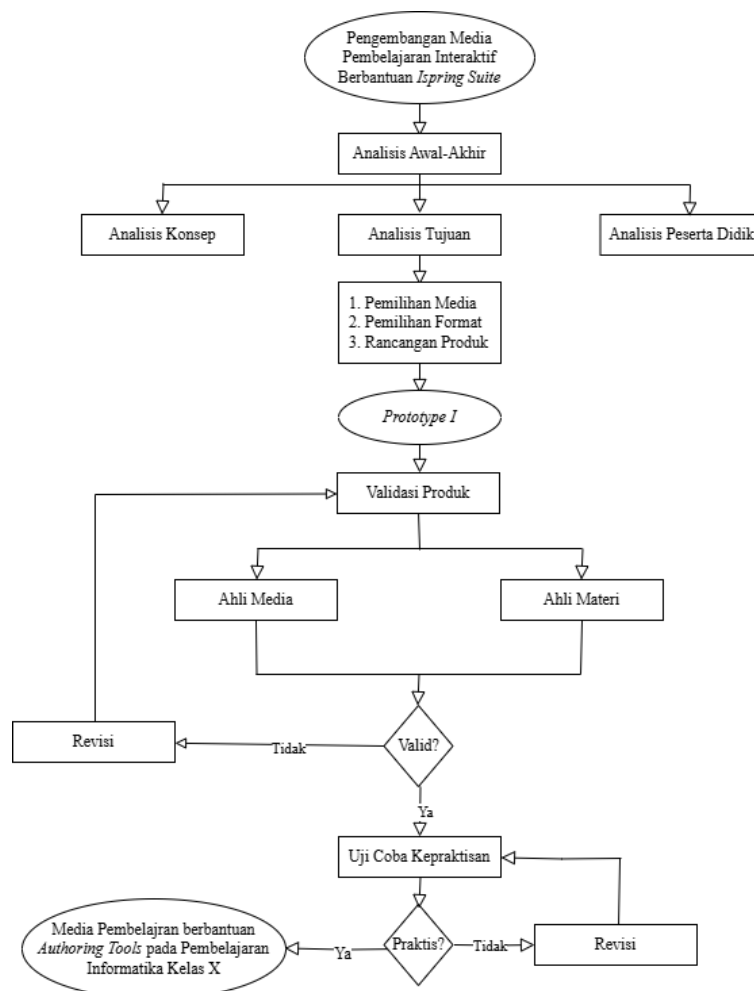 Pengembangan Media
Pembelajaran Interaktif
Berbantuan Ispring Suite
Analisis Awal-Akhir
Analisis Konsep
Analisis Tujuan
Analisis Peserta Didik
1. Pemilihan Media
2. Pemilihan Format
3. Rancangan Produk
Prototype I
Validasi Produk
Ahli Media
Ahli Materi
Revisi
Tidak
Valid?
Ya
Uji Coba Kepraktisan
Media Pembelajran berbantuan
Authoring Tools pada Pembelajaran
Informatika Kelas X
Ya
Praktis?
Tidak
Revisi